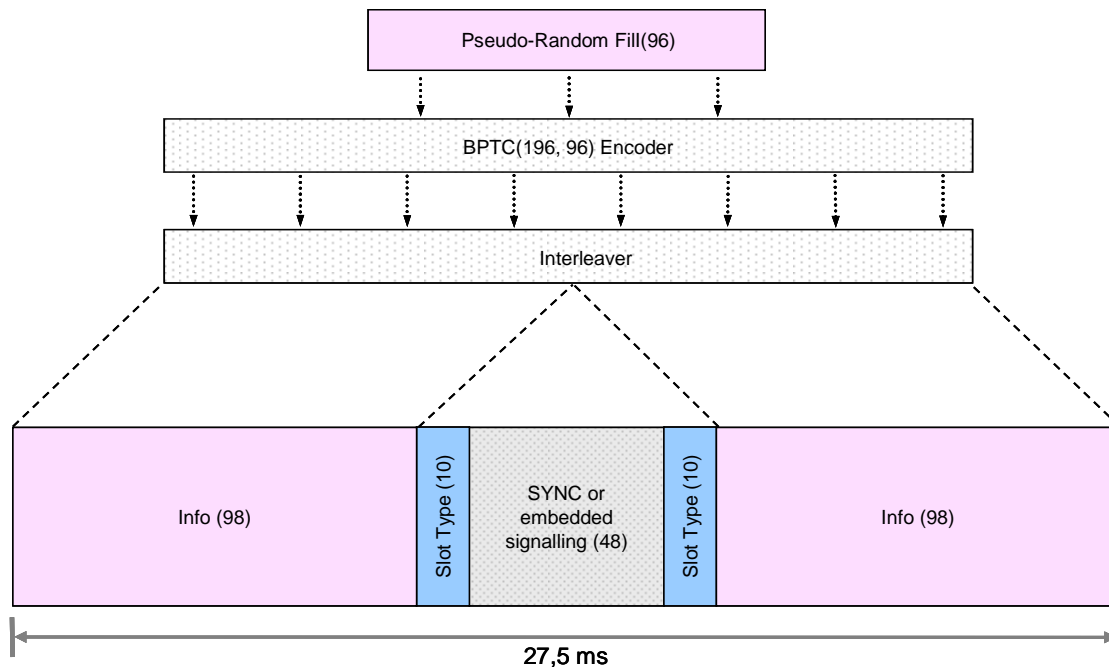 Pseudo-Random Fill(96)
BPTC(196, 96) Encoder
Interleaver
Info (98)
Slot Type (10)
SYNC or
embedded
signalling (48)
Slot Type (10)
Info (98)
27,5 ms